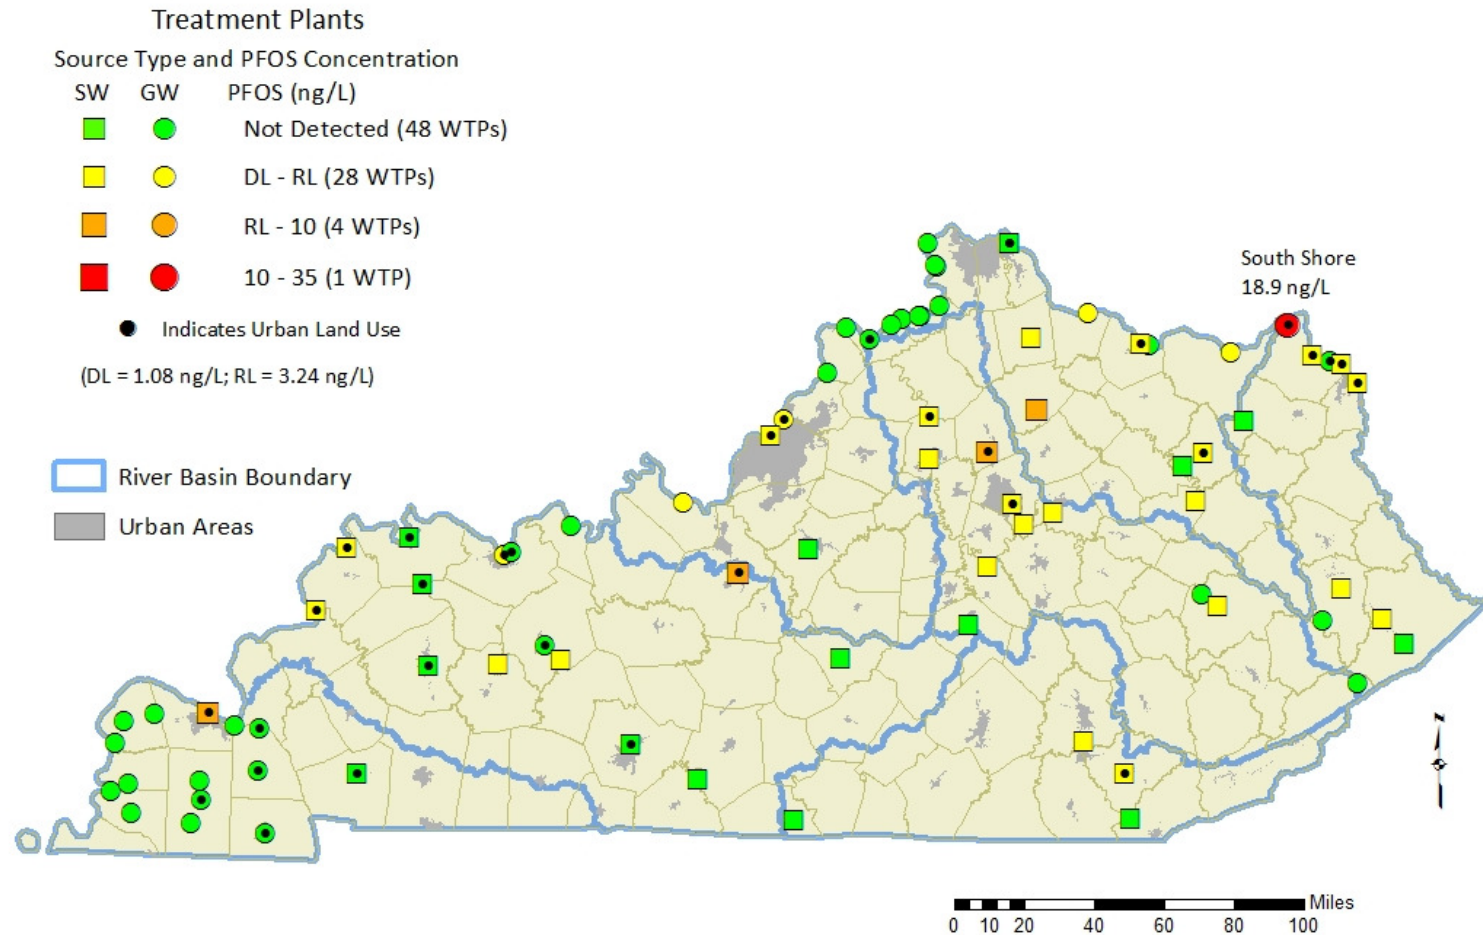 Treatment Plants
Source Type and PFOS Concentration
SW GW PFOS (ng/L)
Not Detected (48 WTPs)
DL - RL (28 WTPs)
RL - 10 (4 WTPs)
10 - 35 (1 WTP)
Indicates Urban Land Use
(DL = 1.08 ng/L; RL = 3.24 ng/L)
River Basin Boundary
Urban Areas
South Shore
18.9 ng/L
N
Miles
0 10 20 40 60 80 100